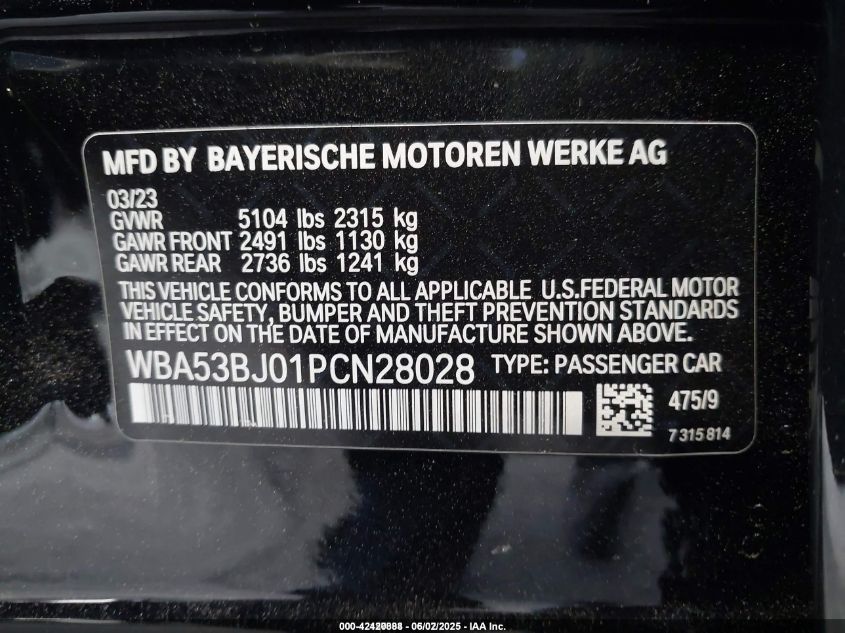 MFD BY BAYERISCHE MOTOREN WERKE AG
03/23
GVWR 5104 lbs 2315 kg
GAWR FRONT 2491 lbs 1130 kg
GAWR REAR 2736 lbs 1241 kg
THIS VEHICLE CONFORMS TO ALL APPLICABLE U.S.FEDERAL MOTOR
VEHICLE SAFETY, BUMPER AND THEFT PREVENTION STANDARDS
IN EFFECT ON THE DATE OF MANUFACTURE SHOWN ABOVE.
WBA53BJ01PCN28028 TYPE: PASSENGER CAR
475/9
7 315 814
06/02/2025 - IAA Inc.